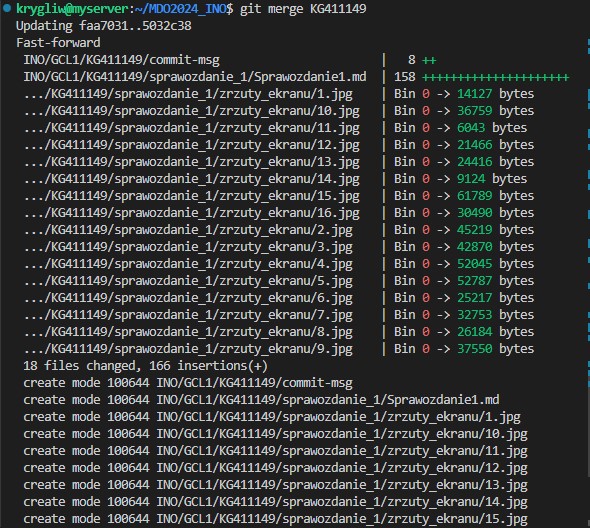 krygliw@myserver:~/MDO2024_INO$ git merge KG411149
Updating faa7031..5032c38
Fast-forward
INO/GCL1/KG411149/commit-msg | 8 ++
INO/GCL1/KG411149/sprawozdanie_1/Sprawozdanie1.md | 158 +++++++++++++++++++++
.../KG411149/sprawozdanie_1/zrzuty_ekranu/1.jpg | Bin 0 -> 14127 bytes
.../KG411149/sprawozdanie_1/zrzuty_ekranu/10.jpg | Bin 0 -> 36759 bytes
.../KG411149/sprawozdanie_1/zrzuty_ekranu/11.jpg | Bin 0 -> 6043 bytes
.../KG411149/sprawozdanie_1/zrzuty_ekranu/12.jpg | Bin 0 -> 21466 bytes
.../KG411149/sprawozdanie_1/zrzuty_ekranu/13.jpg | Bin 0 -> 24416 bytes
.../KG411149/sprawozdanie_1/zrzuty_ekranu/14.jpg | Bin 0 -> 9124 bytes
.../KG411149/sprawozdanie_1/zrzuty_ekranu/15.jpg | Bin 0 -> 61789 bytes
.../KG411149/sprawozdanie_1/zrzuty_ekranu/16.jpg | Bin 0 -> 30490 bytes
.../KG411149/sprawozdanie_1/zrzuty_ekranu/2.jpg | Bin 0 -> 45219 bytes
.../KG411149/sprawozdanie_1/zrzuty_ekranu/3.jpg | Bin 0 -> 42870 bytes
.../KG411149/sprawozdanie_1/zrzuty_ekranu/4.jpg | Bin 0 -> 52045 bytes
.../KG411149/sprawozdanie_1/zrzuty_ekranu/5.jpg | Bin 0 -> 52787 bytes
.../KG411149/sprawozdanie_1/zrzuty_ekranu/6.jpg | Bin 0 -> 25217 bytes
.../KG411149/sprawozdanie_1/zrzuty_ekranu/7.jpg | Bin 0 -> 32753 bytes
.../KG411149/sprawozdanie_1/zrzuty_ekranu/8.jpg | Bin 0 -> 26184 bytes
.../KG411149/sprawozdanie_1/zrzuty_ekranu/9.jpg | Bin 0 -> 37550 bytes
18 files changed, 166 insertions(+)
create mode 100644 INO/GCL1/KG411149/commit-msg
create mode 100644 INO/GCL1/KG411149/sprawozdanie_1/Sprawozdanie1.md
create mode 100644 INO/GCL1/KG411149/sprawozdanie_1/zrzuty_ekranu/1.jpg
create mode 100644 INO/GCL1/KG411149/sprawozdanie_1/zrzuty_ekranu/10.jpg
create mode 100644 INO/GCL1/KG411149/sprawozdanie_1/zrzuty_ekranu/11.jpg
create mode 100644 INO/GCL1/KG411149/sprawozdanie_1/zrzuty_ekranu/12.jpg
create mode 100644 INO/GCL1/KG411149/sprawozdanie_1/zrzuty_ekranu/13.jpg
create mode 100644 INO/GCL1/KG411149/sprawozdanie_1/zrzuty_ekranu/14.jpg
create mode 100644 INO/GCL1/KG411149/sprawozdanie_1/zrzuty_ekranu/15.jpg